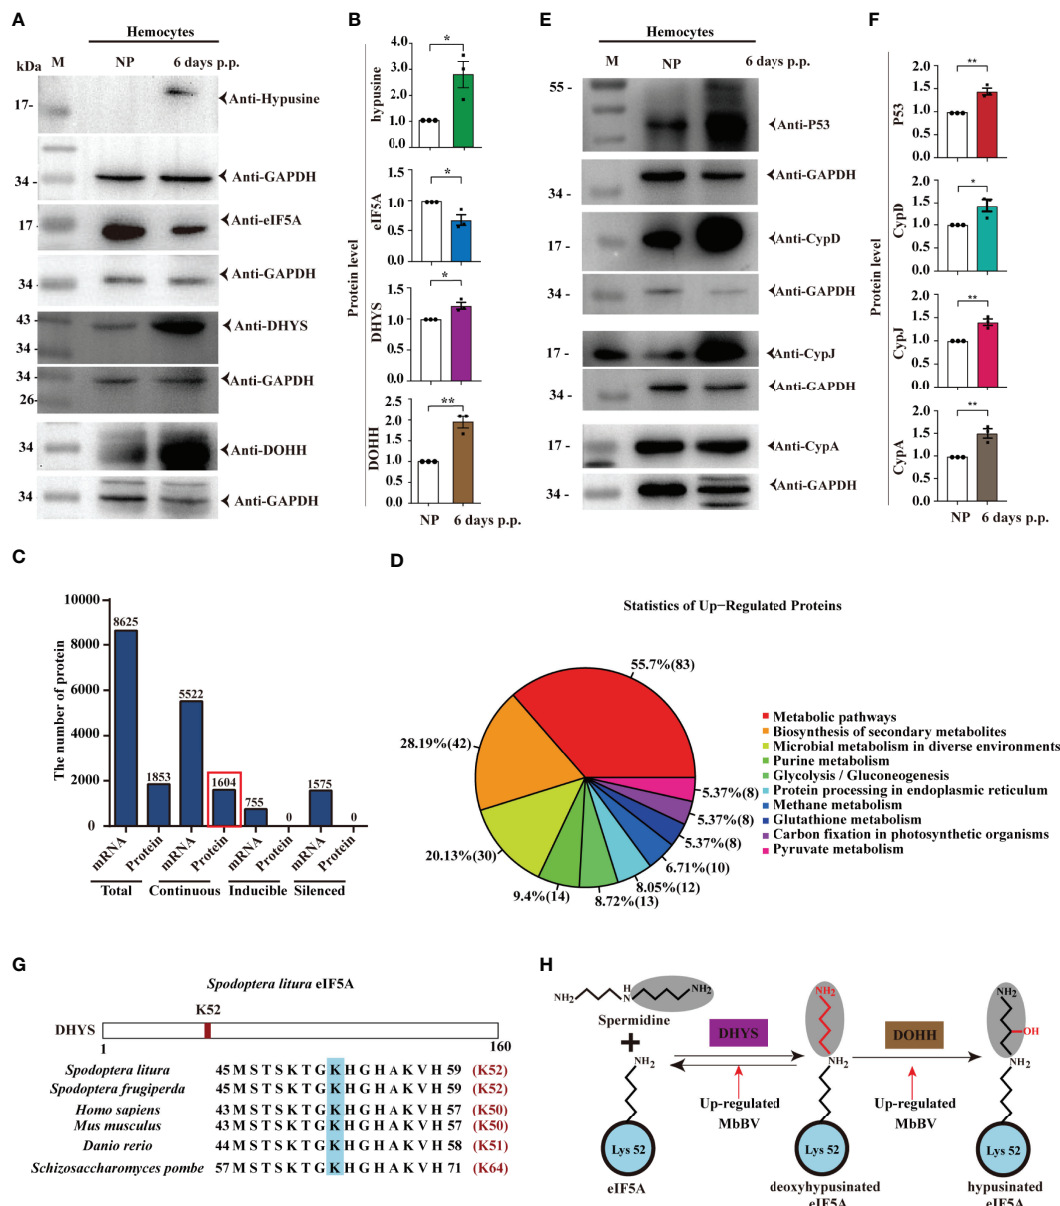 A
Hemocytes
kDa
M
NP
6 days p.p.
17-
Anti-Hypusine
34 -
Anti-GAPDH
17 -
Anti-eIF5A
34 -
Anti-GAPDH
43 -
Anti-DHYS
34 -
34 -
Anti-GAPDH
26 -
34 -
Anti-DOHH
34 -
Anti-GAPDH
B
Protein level
hypusine
4.0
3.0
2.0
1.0
0.0
*
eIF5A
1.5
1.0
0.5
0.0
*
DHYS
1.5
1.0
0.5
0.0
*
DOHH
2.5
2.0
1.5
1.0
0.5
0.0
**
NP
6 days p.p.
E
Hemocytes
M
NP
6 days p.p.
55 -
Anti-P53
34 -
Anti-GAPDH
17 -
Anti-CypD
34 -
Anti-GAPDH
17 -
Anti-CypJ
34 -
Anti-GAPDH
17 -
Anti-CypA
34 -
Anti-GAPDH
F
Protein level
P53
2.0
1.5
1.0
0.5
0.0
**
CypD
2.0
1.5
1.0
0.5
0.0
*
CypJ
2.0
1.5
1.0
0.5
0.0
**
CypA
2.0
1.5
1.0
0.5
0.0
**
NP
6 days p.p.
C
The number of protein
10000
8000
6000
4000
2000
0
8625
1853
5522
1604
755
0
1575
0
mRNA
Protein
mRNA
Protein
mRNA
Protein
mRNA
Protein
Total
Continuous
Inducible
Silenced
D
Statistics of Up−Regulated Proteins
55.7%(83)
28.19%(42)
20.13%(30)
9.4%(14)
8.72%(13)
8.05%(12)
6.71%(10)
5.37%(8)
5.37%(8)
5.37%(8)
Metabolic pathways
Biosynthesis of secondary metabolites
Microbial metabolism in diverse environments
Purine metabolism
Glycolysis / Gluconeogenesis
Protein processing in endoplasmic reticulum
Methane metabolism
Glutathione metabolism
Carbon fixation in photosynthetic organisms
Pyruvate metabolism
G
Spodoptera litura eIF5A
K52
DHYS
1
160
Spodoptera litura 45 M S T S K T G K H G H A K V H 59 (K52)
Spodoptera frugiperda 45 M S T S K T G K H G H A K V H 59 (K52)
Homo sapiens 43 M S T S K T G K H G H A K V H 57 (K50)
Mus musculus 43 M S T S K T G K H G H A K V H 57 (K50)
Danio rerio 44 M S T S K T G K H G H A K V H 58 (K51)
Schizosaccharomyces pombe 57 M S T S K T G K H G H A K V H 71 (K64)
H
NH2
H
N
NH2
Spermidine
+
NH2
Lys 52
eIF5A
DHYS
Up-regulated
MbBV
NH2
NH2
Lys 52
deoxyhypusinated
eIF5A
DOHH
Up-regulated
MbBV
NH2
OH
NH2
Lys 52
hypusinated
eIF5A